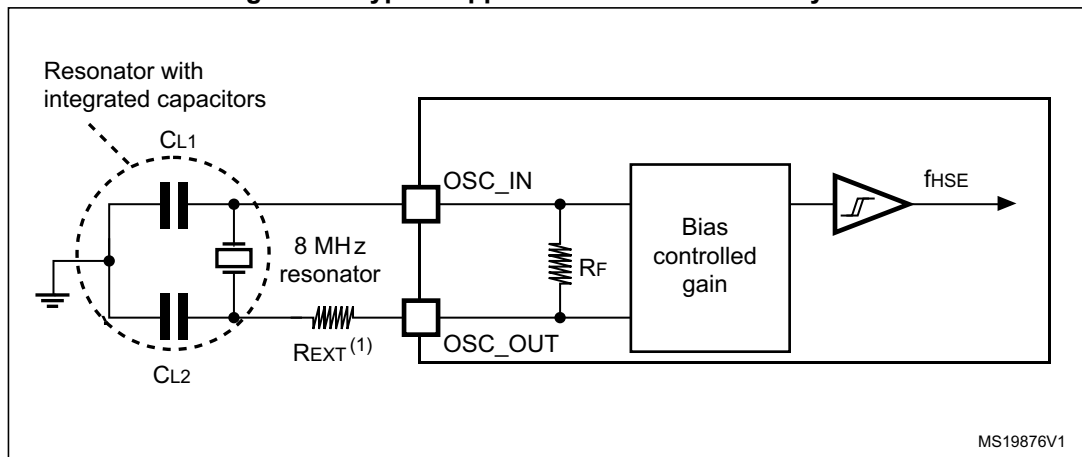 Resonator with
integrated capacitors
CL1
OSC_IN
fHSE
8 MHz
resonator
RF
Bias
controlled
gain
REXT(1)
OSC_OUT
CL2
MS19876V1